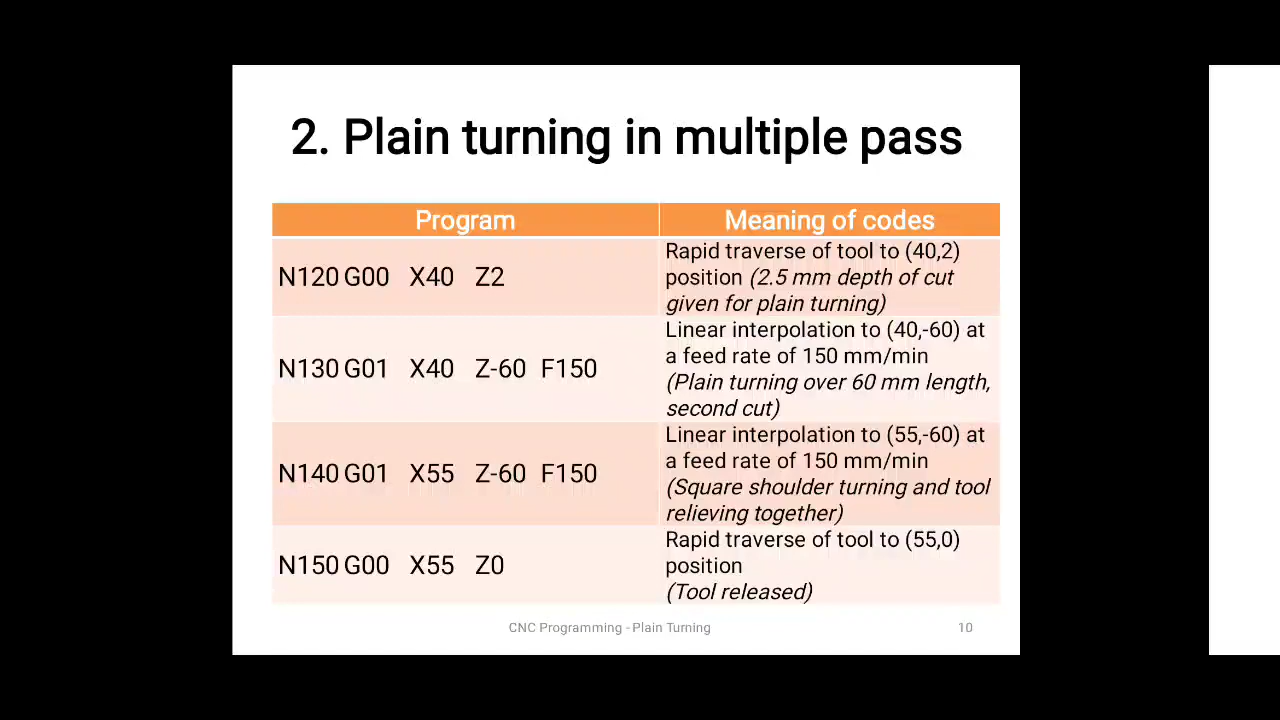 2. Plain turning in multiple pass
Program
Meaning of codes
N120 G00 X40 Z2
Rapid traverse of tool to (40,2)
position (2.5 mm depth of cut
given for plain turning)
N130 G01 X40 Z-60 F150
Linear interpolation to (40,-60) at
a feed rate of 150 mm/min
(Plain turning over 60 mm length,
second cut)
N140 G01 X55 Z-60 F150
Linear interpolation to (55,-60) at
a feed rate of 150 mm/min
(Square shoulder turning and tool
relieving together)
N150 G00 X55 Z0
Rapid traverse of tool to (55,0)
position
(Tool released)
CNC Programming - Plain Turning
10